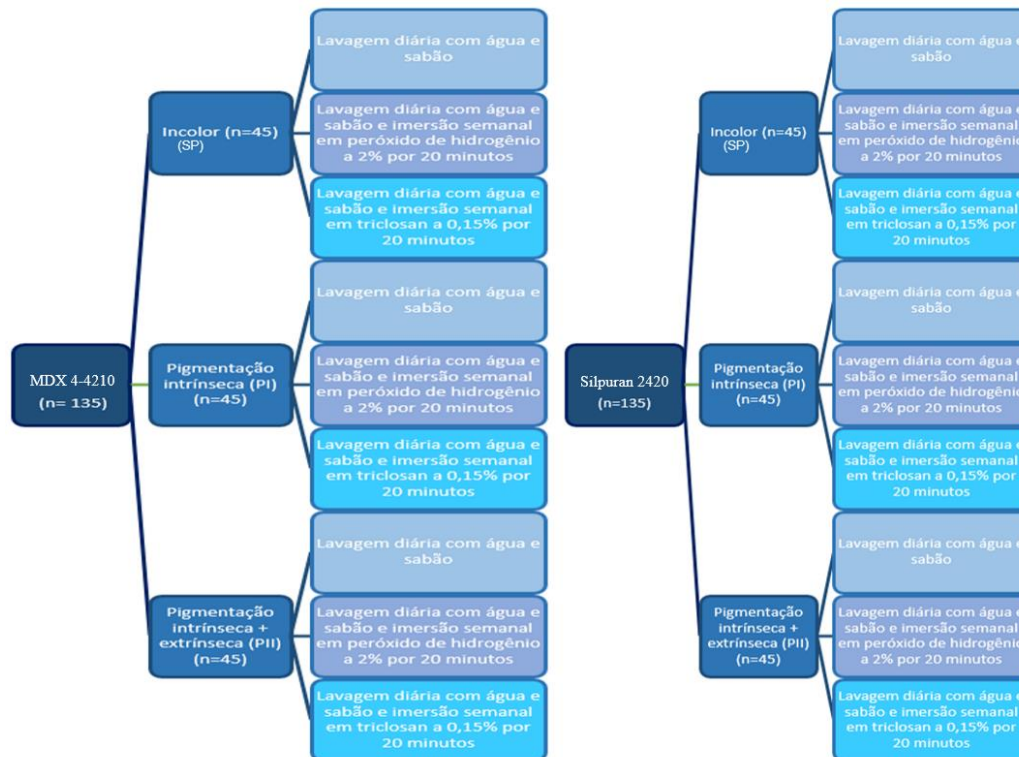 MDX 4-4210
(n= 135)
Incolor (n=45)
(SP)
Lavagem diária com água e
sabão
Lavagem diária com água e
sabão e imersão semanal
em peróxido de hidrogênio
a 2% por 20 minutos
Lavagem diária com água e
sabão e imersão semanal
em triclosan a 0,15% por
20 minutos
Pigmentação
intrínseca (PI)
(n=45)
Lavagem diária com água e
sabão
Lavagem diária com água e
sabão e imersão semanal
em peróxido de hidrogênio
a 2% por 20 minutos
Lavagem diária com água e
sabão e imersão semanal
em triclosan a 0,15% por
20 minutos
Pigmentação
intrínseca +
extrínseca (PII)
(n=45)
Lavagem diária com água e
sabão
Lavagem diária com água e
sabão e imersão semanal
em peróxido de hidrogênio
a 2% por 20 minutos
Lavagem diária com água e
sabão e imersão semanal
em triclosan a 0,15% por
20 minutos
Silpuran 2420
(n=135)
Incolor (n=45)
(SP)
Lavagem diária com água e
sabão
Lavagem diária com água e
sabão e imersão semanal
em peróxido de hidrogênio
a 2% por 20 minutos
Lavagem diária com água e
sabão e imersão semanal
em triclosan a 0,15% por
20 minutos
Pigmentação
intrínseca (PI)
(n=45)
Lavagem diária com água e
sabão
Lavagem diária com água e
sabão e imersão semanal
em peróxido de hidrogênio
a 2% por 20 minutos
Lavagem diária com água e
sabão e imersão semanal
em triclosan a 0,15% por
20 minutos
Pigmentação
intrínseca +
extrínseca (PII)
(n=45)
Lavagem diária com água e
sabão
Lavagem diária com água e
sabão e imersão semanal
em peróxido de hidrogênio
a 2% por 20 minutos
Lavagem diária com água e
sabão e imersão semanal
em triclosan a 0,15% por
20 minutos